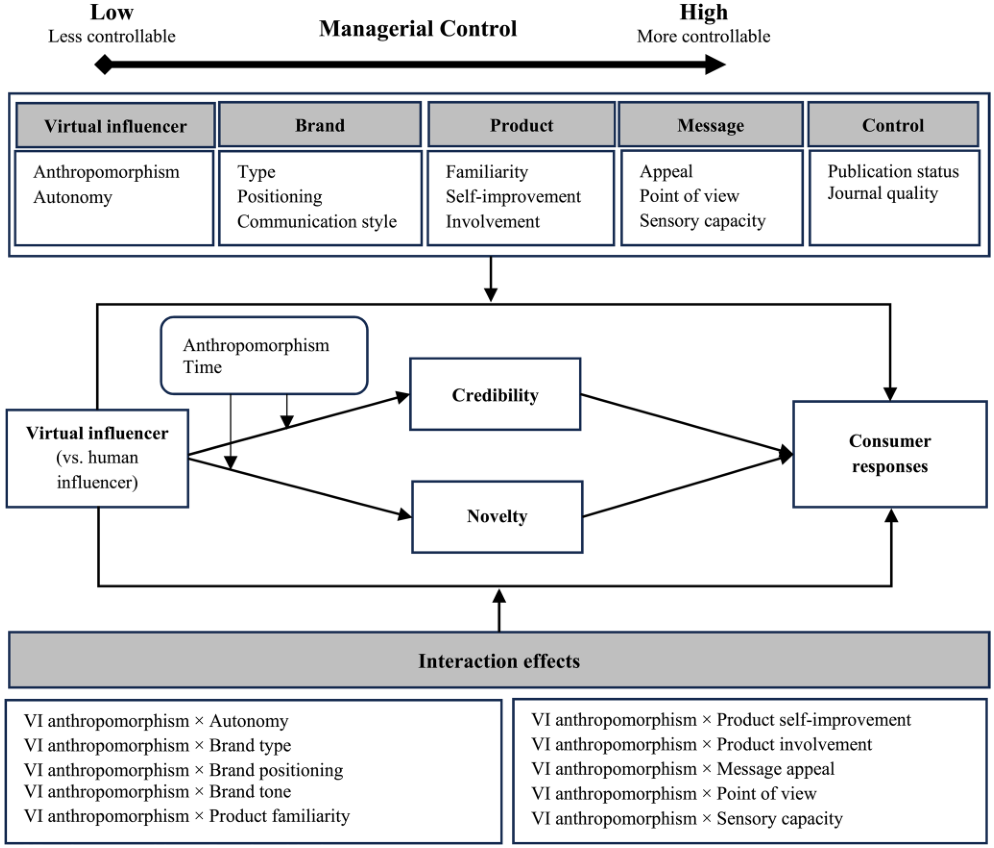 Low
Less controllable
Managerial Control
High
More controllable
Virtual influencer
Anthropomorphism
Autonomy
Brand
Type
Positioning
Communication style
Product
Familiarity
Self-improvement
Involvement
Message
Appeal
Point of view
Sensory capacity
Control
Publication status
Journal quality
Anthropomorphism
Time
Virtual influencer
(vs. human
influencer)
Credibility
Novelty
Consumer
responses
Interaction effects
VI anthropomorphism × Autonomy
VI anthropomorphism × Brand type
VI anthropomorphism × Brand positioning
VI anthropomorphism × Brand tone
VI anthropomorphism × Product familiarity
VI anthropomorphism × Product self-improvement
VI anthropomorphism × Product involvement
VI anthropomorphism × Message appeal
VI anthropomorphism × Point of view
VI anthropomorphism × Sensory capacity